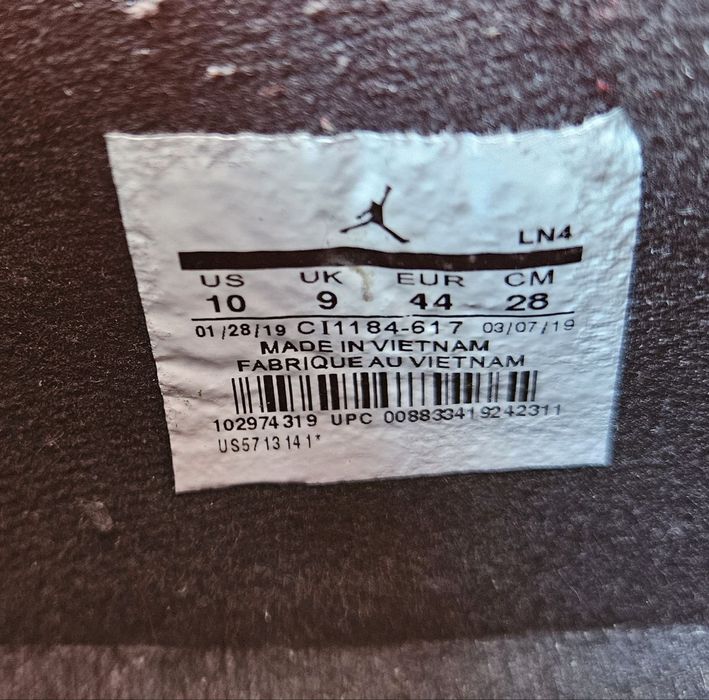 LN4
US UK EUR CM
10 9 44 28
01/28/19 CI1184-617 03/07/19
MADE IN VIETNAM
FABRIQUE AU VIETNAM
102974319 UPC 00883419242311
US5713141*